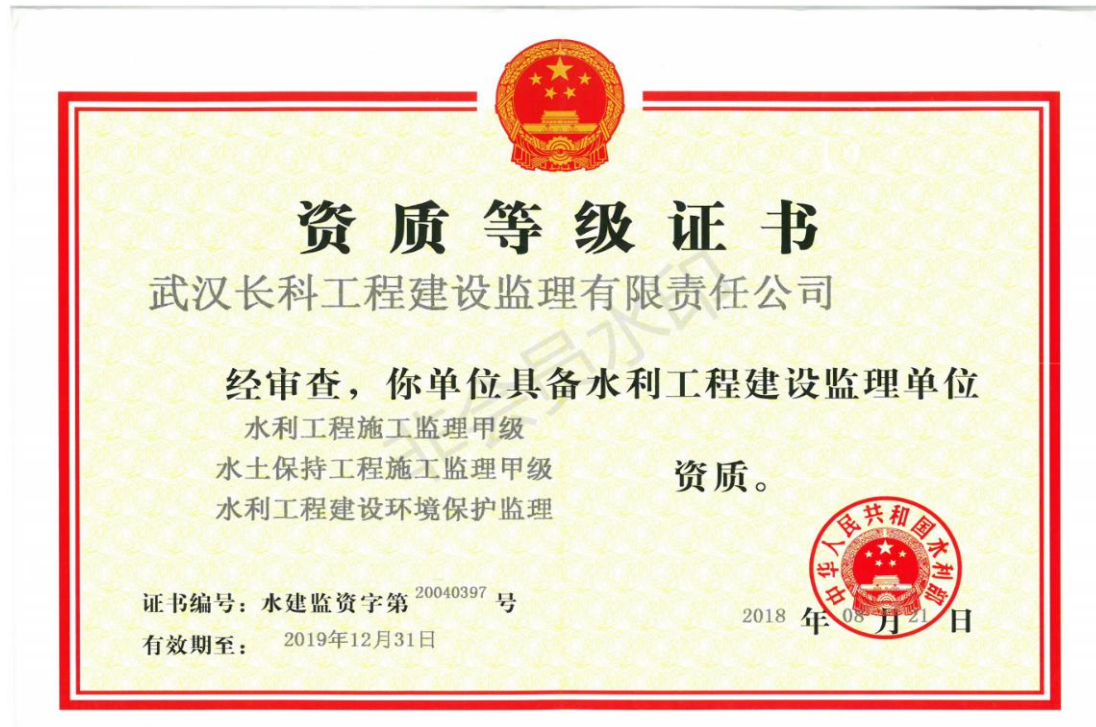 资质等级证书
武汉长科工程建设监理有限责任公司
经审查，你单位具备水利工程建设监理单位
水利工程施工监理甲级
水土保持工程施工监理甲级
水利工程建设环境保护监理
资质。
证书编号：水建监资字第 20040397 号
有效期至： 2019年12月31日
2018 年 08 月 21 日
中华人民共和国水利部
非会员水印